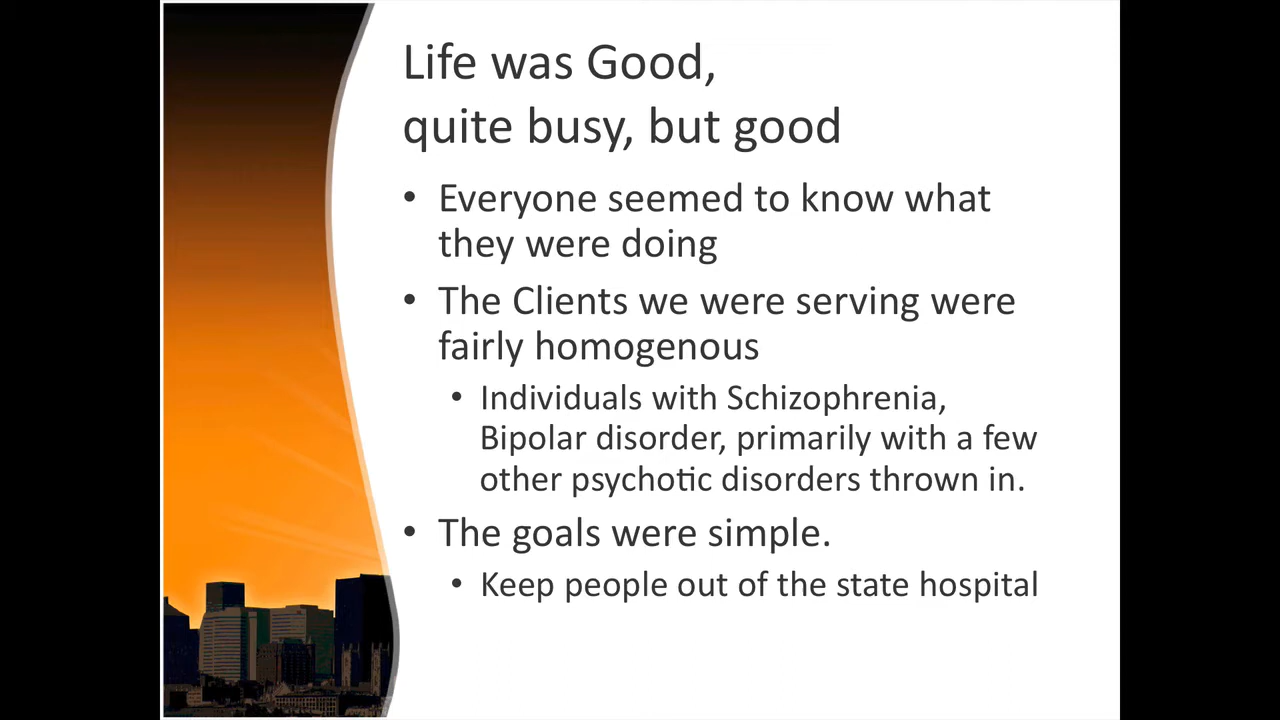 Life was Good,
quite busy, but good
• Everyone seemed to know what
they were doing
• The Clients we were serving were
fairly homogenous
• Individuals with Schizophrenia,
Bipolar disorder, primarily with a few
other psychotic disorders thrown in.
• The goals were simple.
• Keep people out of the state hospital